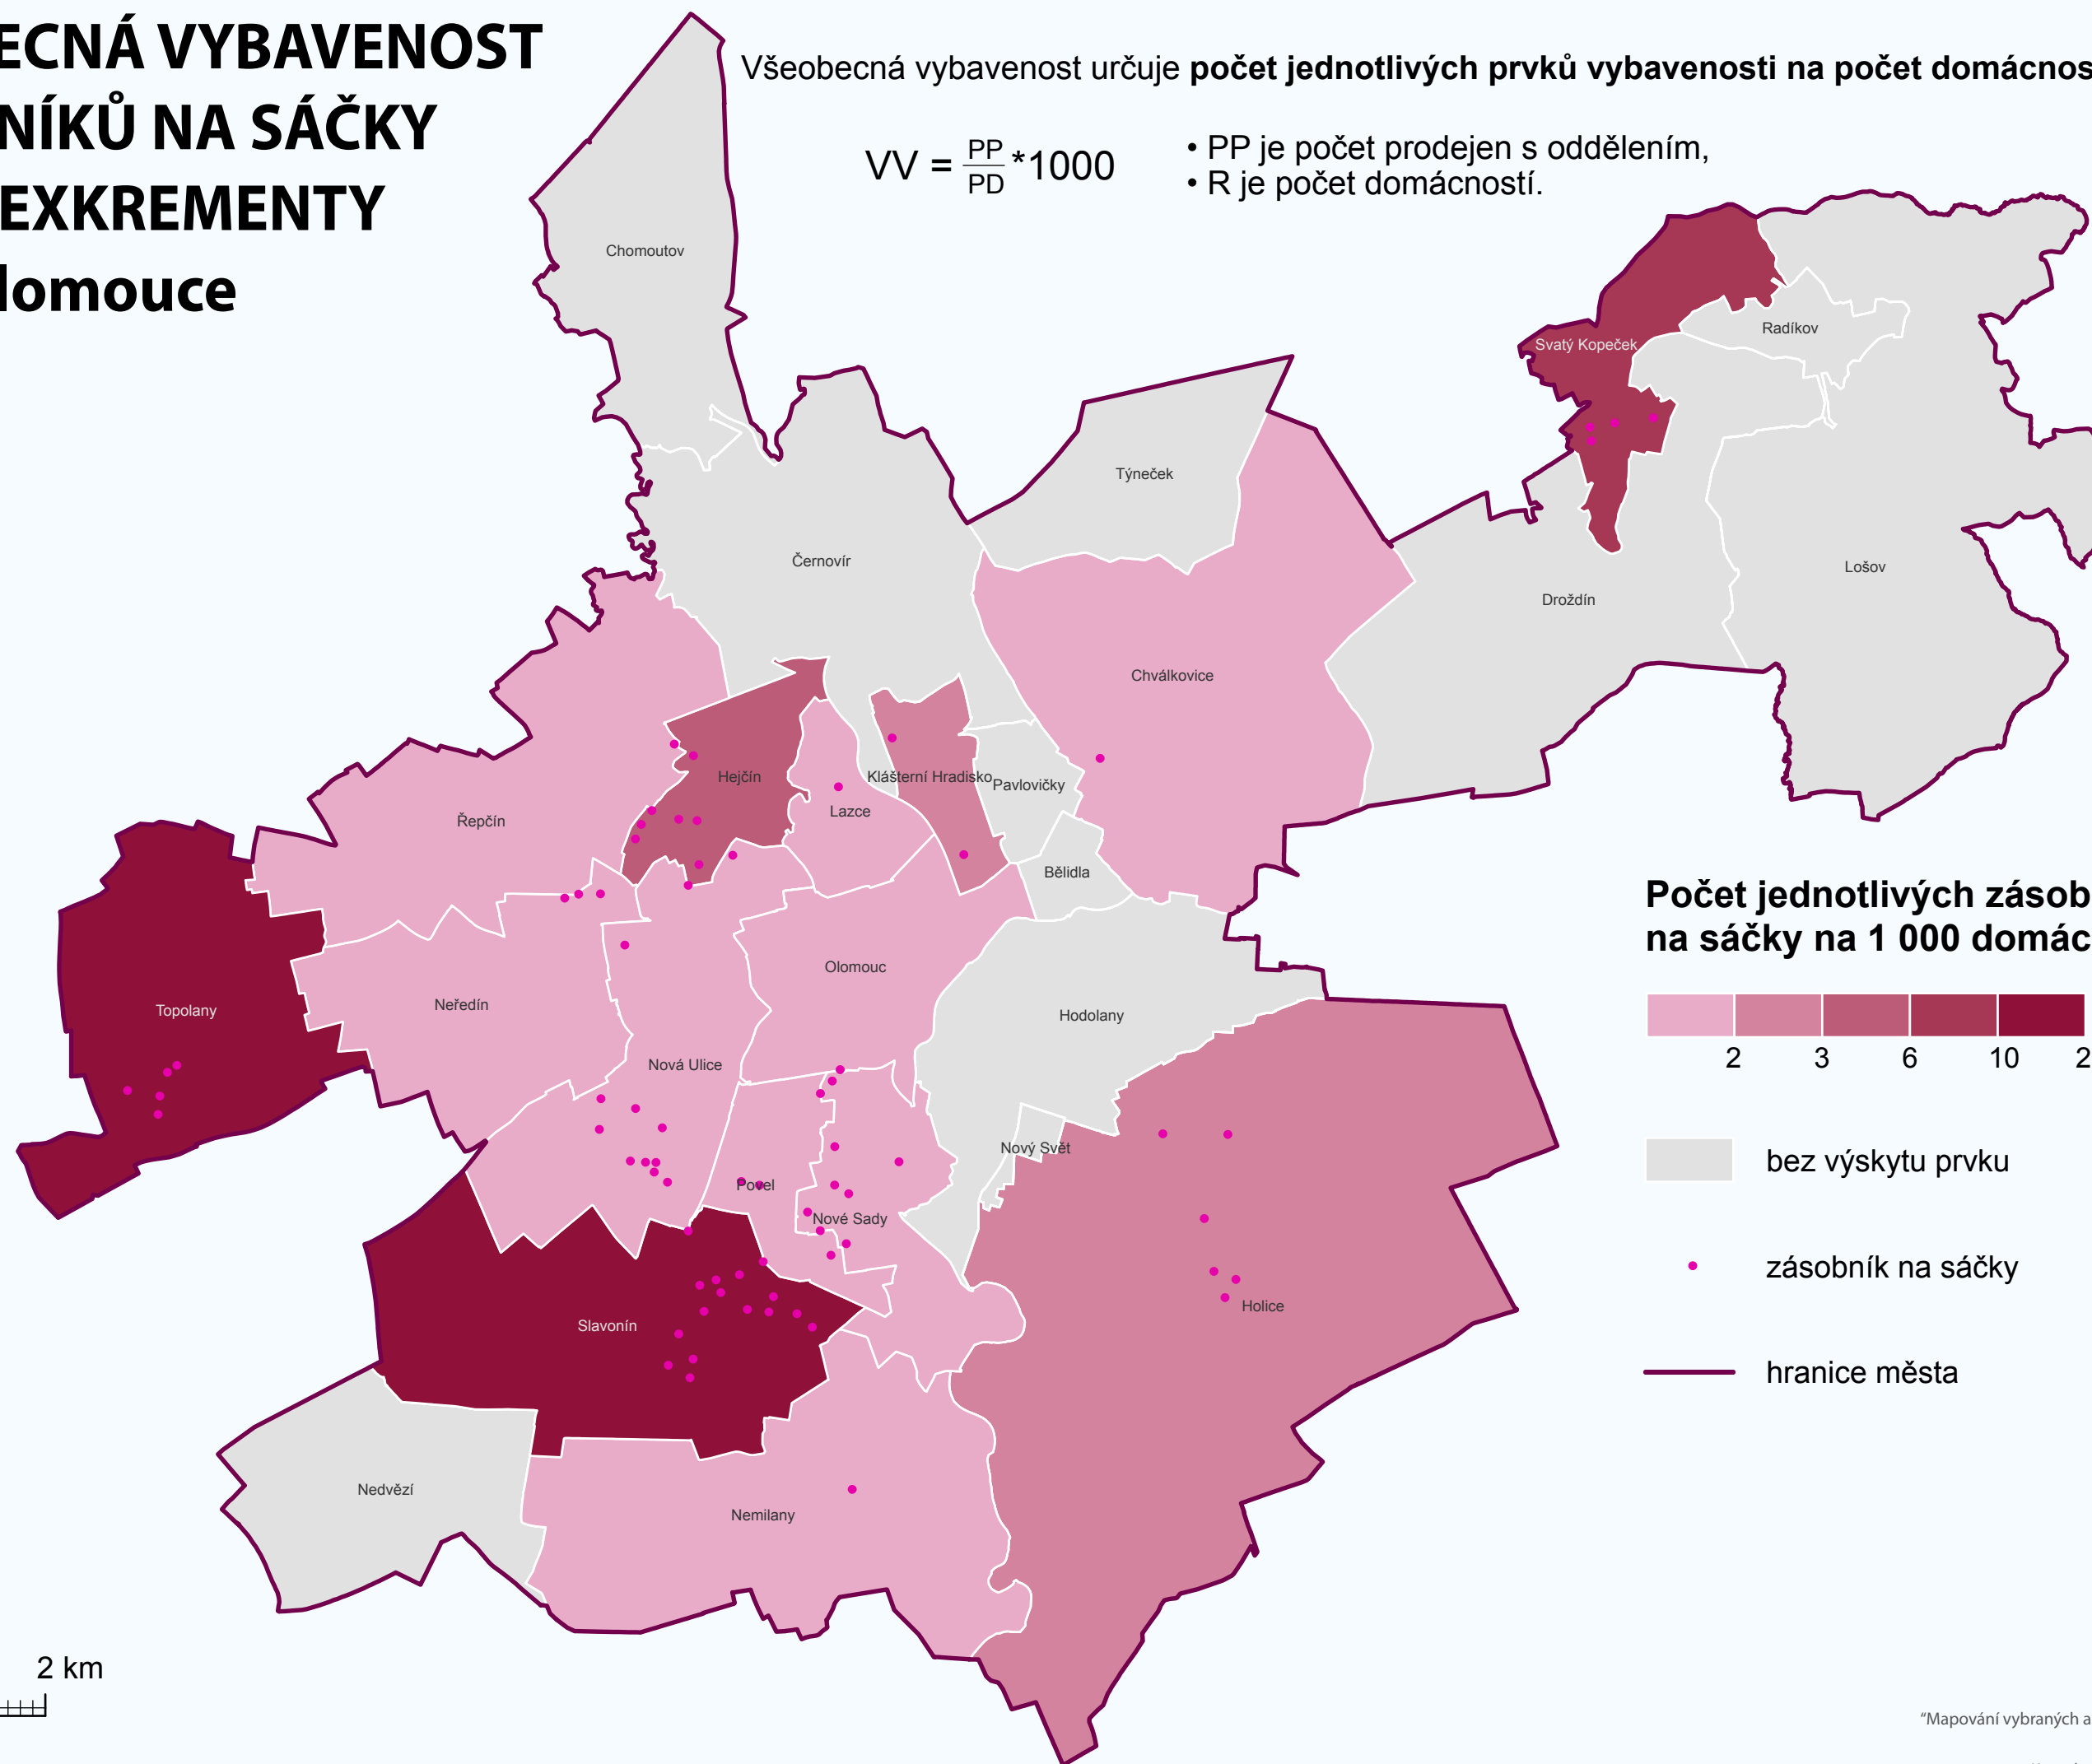 ECNÁ VYBAVENOST
NÍKŮ NA SÁČKY
EXKREMENTY
lomouce
Všeobecná vybavenost určuje počet jednotlivých prvků vybavenosti na počet domácnos
VV = PP/PD *1000
• PP je počet prodejen s oddělením,
• R je počet domácností.
Chomoutov
Radíkov
Svatý Kopeček
Týneček
Černovír
Lošov
Droždín
Chválkovice
Hejčín
Klášterní Hradisko
Pavlovičky
Lazce
Řepčín
Bělidla
Olomouc
Neředín
Topolany
Hodolany
Nová Ulice
Nový Svět
Povel
Nové Sady
Holice
Slavonín
Nedvězí
Nemilany
Počet jednotlivých zásob
na sáčky na 1 000 domác
2 3 6 10 2
bez výskytu prvku
zásobník na sáčky
hranice města
2 km
“Mapování vybraných a